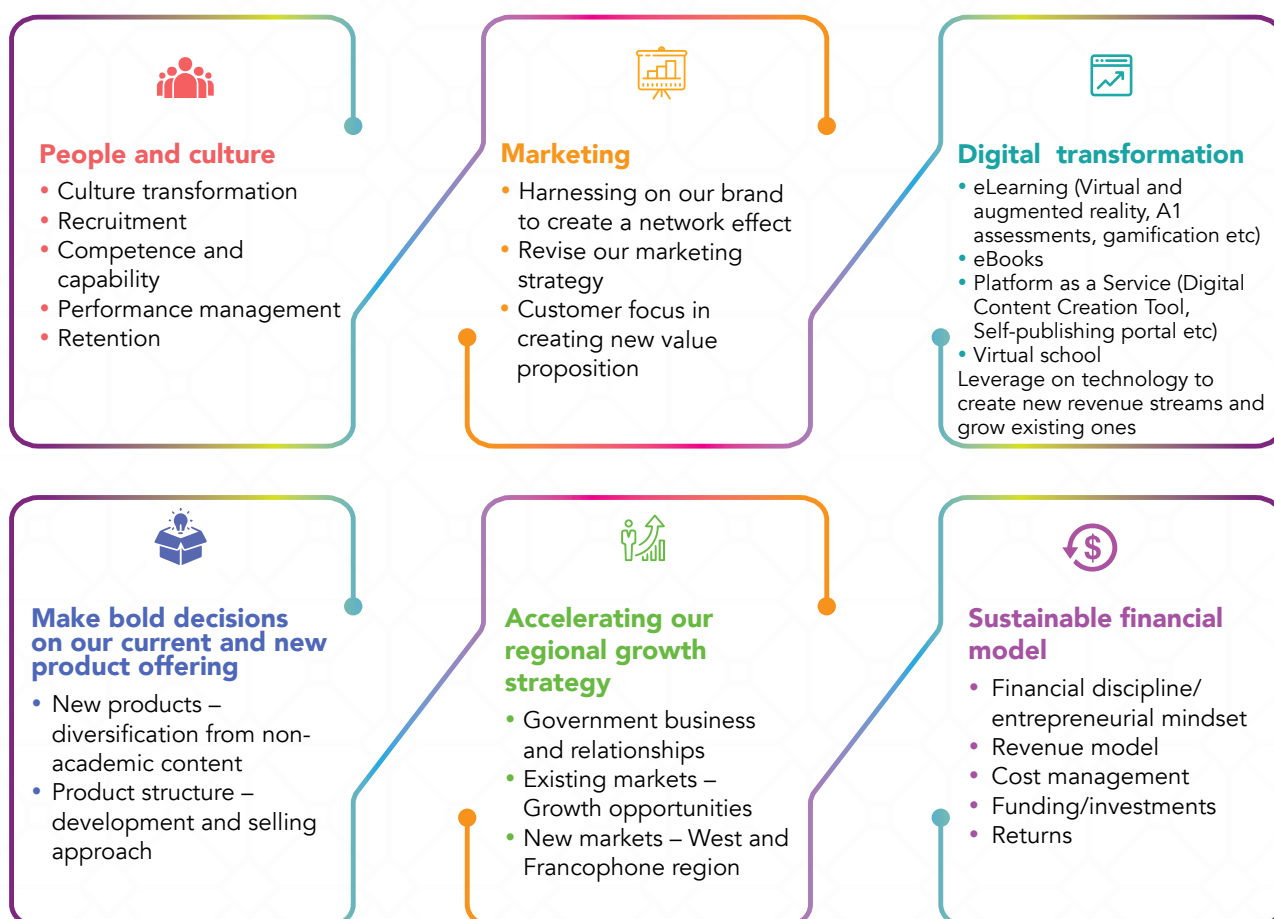 People and culture
• Culture transformation
• Recruitment
• Competence and
capability
• Performance management
• Retention
Marketing
• Harnessing on our brand
to create a network effect
• Revise our marketing
strategy
• Customer focus in
creating new value
proposition
Digital transformation
• eLearning (Virtual and
augmented reality, A1
assessments, gamification etc)
• eBooks
• Platform as a Service (Digital
Content Creation Tool,
Self-publishing portal etc)
• Virtual school
Leverage on technology to
create new revenue streams and
grow existing ones
Make bold decisions
on our current and new
product offering
• New products –
diversification from non-
academic content
• Product structure –
development and selling
approach
Accelerating our
regional growth
strategy
• Government business
and relationships
• Existing markets –
Growth opportunities
• New markets – West and
Francophone region
$
Sustainable financial
model
• Financial discipline/
entrepreneurial mindset
• Revenue model
• Cost management
• Funding/investments
• Returns